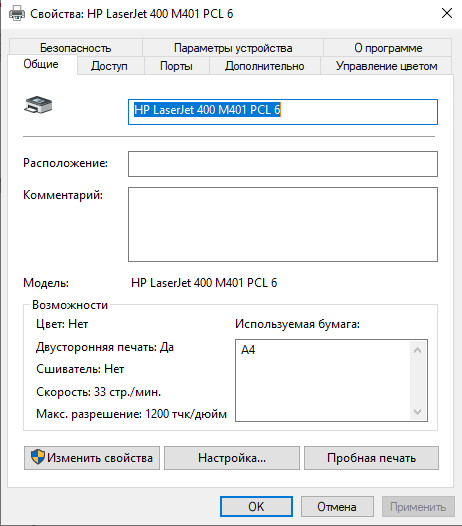 Свойства: HP LaserJet 400 M401 PCL 6
Безопасность Параметры устройства О программе
Общие Доступ Порты Дополнительно Управление цветом
HP LaserJet 400 M401 PCL 6
Расположение:
Комментарий:
Модель: HP LaserJet 400 M401 PCL 6
Возможности
Цвет: Нет Используемая бумага:
Двусторонняя печать: Да A4
Сшиватель: Нет
Скорость: 33 стр./мин.
Макс. разрешение: 1200 тчк/дюйм
Изменить свойства Настройка... Пробная печать
OK Отмена Применить